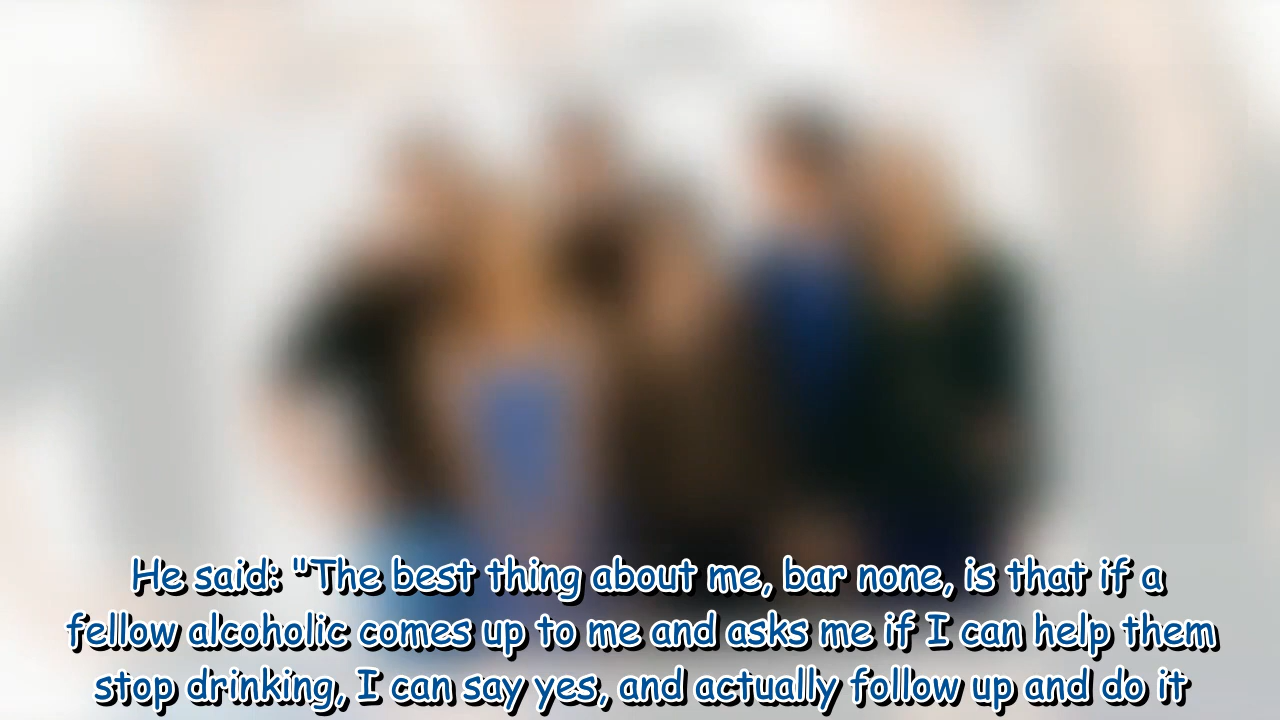 He said: "The best thing about me, bar none, is that if a
fellow alcoholic comes up to me and asks me if I can help them
stop drinking, I can say yes, and actually follow up and do it